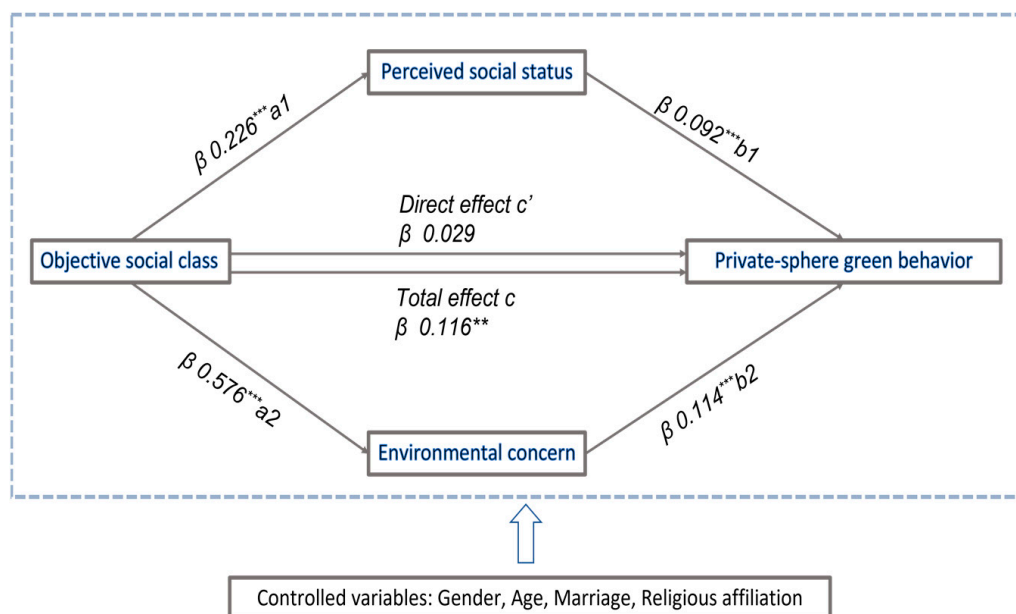 Perceived social status
β 0.226***a1
β 0.092***b1
Direct effect c’
β 0.029
Objective social class
Private-sphere green behavior
Total effect c
β 0.116**
β 0.576***a2
β 0.114***b2
Environmental concern
Controlled variables: Gender, Age, Marriage, Religious affiliation